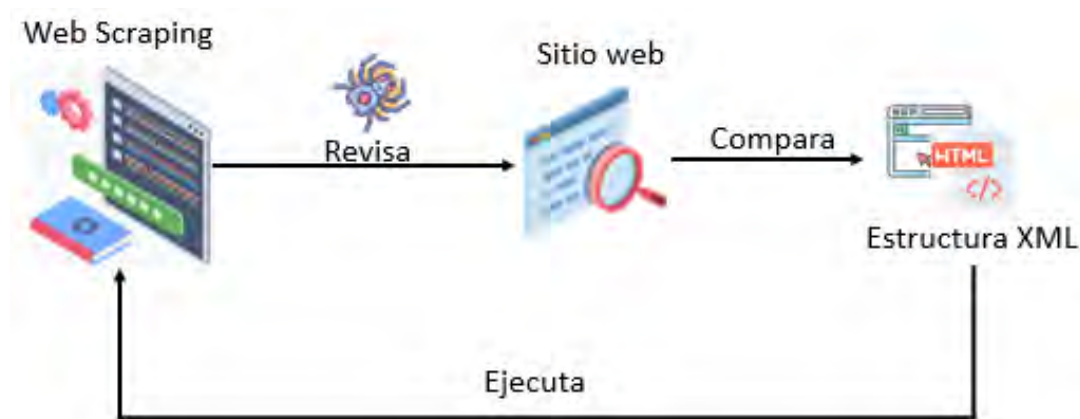 Web Scraping
Revisa
Sitio web
Compara
HTML
</>
Estructura XML
Ejecuta